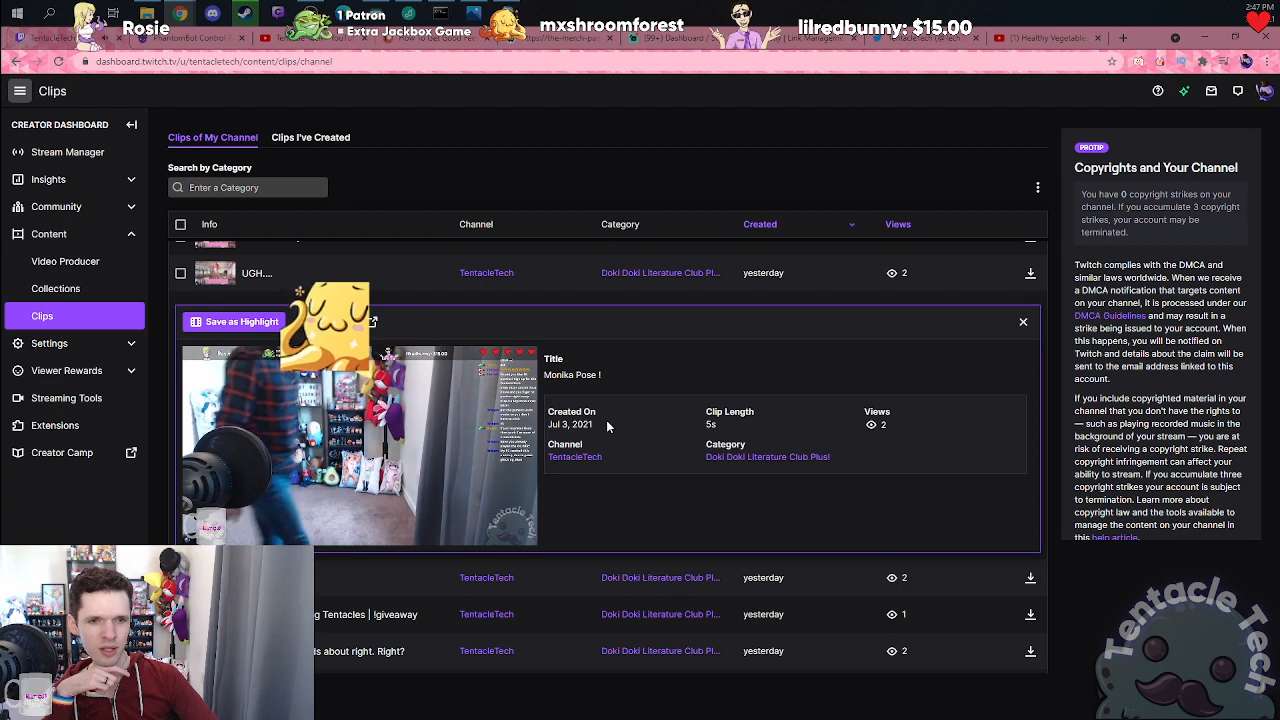 2:47 PM
Rosie
1 Patron
= Extra Jackbox Game
mxshroomforest
lilredbunny: $15.00
dashboard.twitch.tv/u/tentacletech/content/clips/channel
Clips
CREATOR DASHBOARD
Stream Manager
Insights
Community
Content
Video Producer
Collections
Clips
Settings
Viewer Rewards
Streaming Tools
Extensions
Creator Camp
Clips of My Channel
Clips I've Created
Search by Category
Enter a Category
Info
Channel
Category
Created
Views
UGH....
TentacleTech
Doki Doki Literature Club Pl...
yesterday
2
Save as Highlight
Title
Monika Pose !
Created On
Clip Length
Views
Jul 3, 2021
5s
2
Channel
Category
TentacleTech
Doki Doki Literature Club Plus!
TentacleTech
Doki Doki Literature Club Pl...
yesterday
2
g Tentacles | !giveaway
TentacleTech
Doki Doki Literature Club Pl...
yesterday
1
s about right. Right?
TentacleTech
Doki Doki Literature Club Pl...
yesterday
2
PROTIP
Copyrights and Your Channel
You have 0 copyright strikes on your
channel. If you accumulate 3 copyright
strikes, your account may be
terminated.
Twitch complies with the DMCA and
similar laws worldwide. When we receive
a DMCA notification that targets
content on your channel, it is processed under our
DMCA Guidelines and may result in a
strike being issued to your account. When
this happens, you will be notified on
Twitch and details about the claim will be
sent to the email address linked to this
account.
If you include copyrighted material in your
channel that you don't have the rights to
— such as playing recorded music in the
background of your stream — you are at
risk of receiving a copyright strike. Repeat
copyright infringement can affect your
ability to stream. If you accumulate three
copyright strikes your account is subject
to termination. Learn more about
copyright law and the tools available to
manage the content on your channel in
this help article.
Tentacle Tech